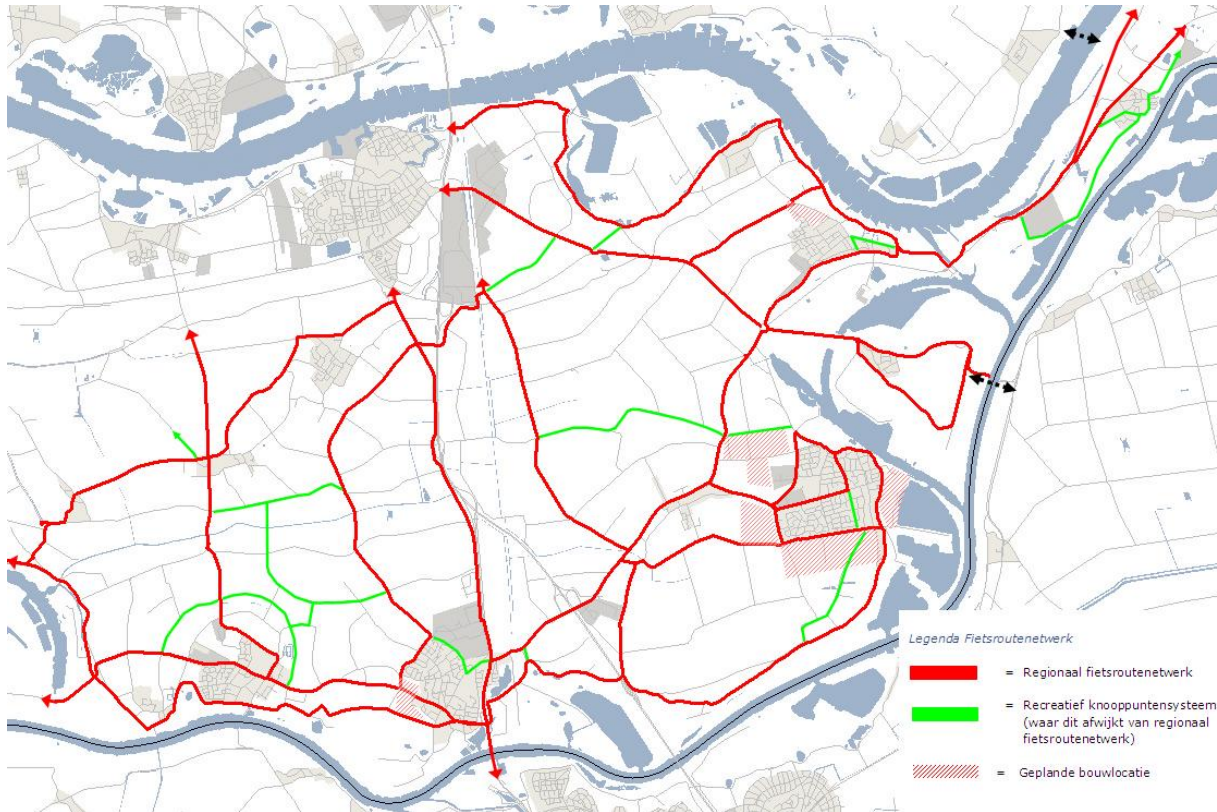 Legenda Fietsroutenetwerk
= Regionaal fietsroutenetwerk
= Recreatief knooppuntensysteem
(waar dit afwijkt van regionaal
fietsroutenetwerk)
= Geplande bouwlocatie